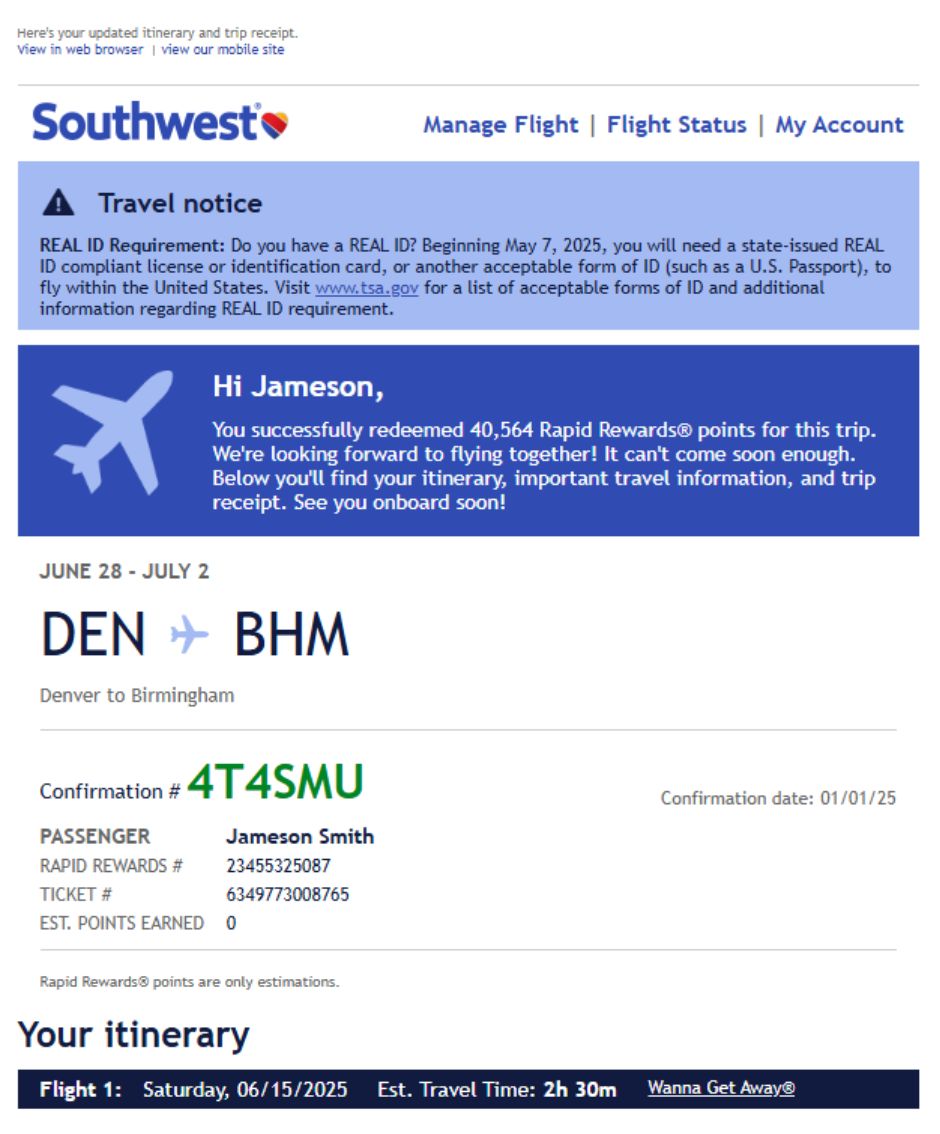 Here's your updated itinerary and trip receipt.
View in web browser | view our mobile site
Southwest®
Manage Flight | Flight Status | My Account
Travel notice
REAL ID Requirement: Do you have a REAL ID? Beginning May 7, 2025, you will need a state-issued REAL
ID compliant license or identification card, or another acceptable form of ID (such as a U.S. Passport), to
fly within the United States. Visit www.tsa.gov for a list of acceptable forms of ID and additional
information regarding REAL ID requirement.
Hi Jameson,
You successfully redeemed 40,564 Rapid Rewards® points for this trip.
We're looking forward to flying together! It can't come soon enough.
Below you'll find your itinerary, important travel information, and trip
receipt. See you onboard soon!
JUNE 28 - JULY 2
DEN BHM
Denver to Birmingham
Confirmation # 4T4SMU
Confirmation date: 01/01/25
PASSENGER Jameson Smith
RAPID REWARDS # 23455325087
TICKET # 6349773008765
EST. POINTS EARNED 0
Rapid Rewards® points are only estimations.
Your itinerary
Flight 1: Saturday, 06/15/2025 Est. Travel Time: 2h 30m Wanna Get Away®